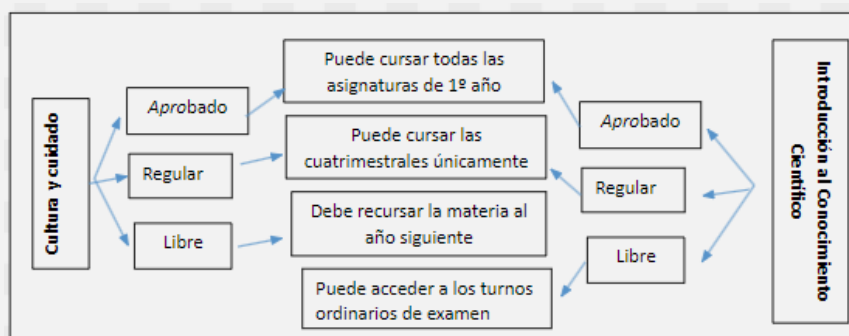 Cultura y cuidado
Aprobado
Regular
Libre
Puede cursar todas las
asignaturas de 1º año
Puede cursar las
cuatrimestrales únicamente
Debe recursar la materia al
año siguiente
Puede acceder a los turnos
ordinarios de examen
Aprobado
Regular
Libre
Introducción al Conocimiento
Científico